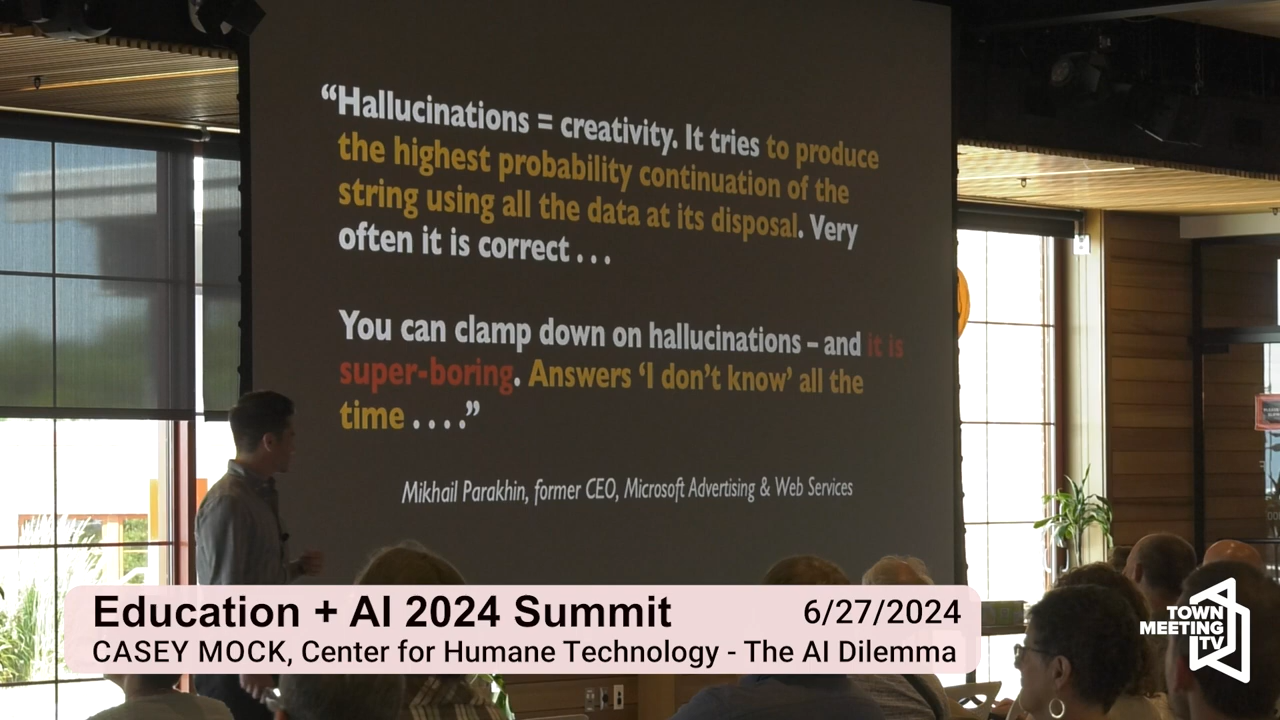 “Hallucinations = creativity. It tries to produce
the highest probability continuation of the
string using all the data at its disposal. Very
often it is correct . . .
You can clamp down on hallucinations – and it is
super-boring. Answers ‘I don’t know’ all the
time . . . .”
Mikhail Parakhin, former CEO, Microsoft Advertising & Web Services
Education + AI 2024 Summit 6/27/2024
CASEY MOCK, Center for Humane Technology - The AI Dilemma
TOWN
MEETING
TV